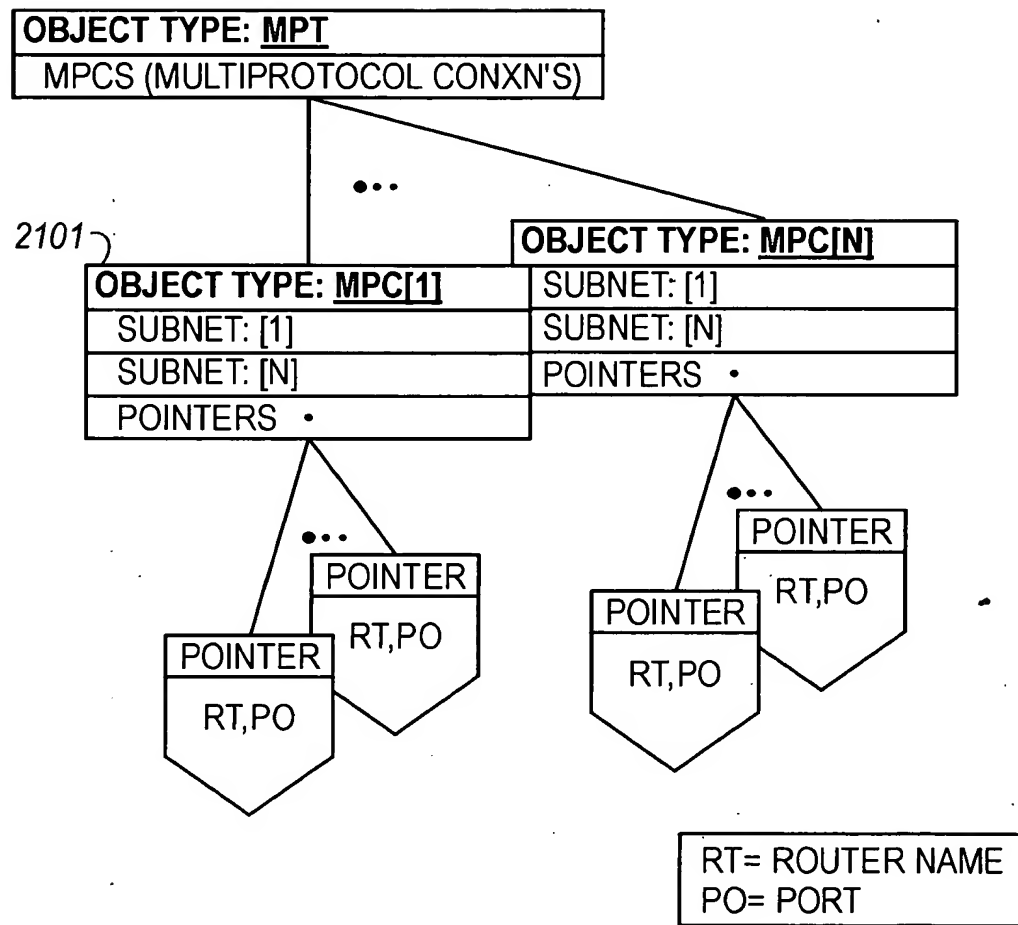 OBJECT TYPE: MPT
MPCS (MULTIPROTOCOL CONXN'S)
2101
OBJECT TYPE: MPC[N]
SUBNET: [1]
SUBNET: [N]
POINTERS
OBJECT TYPE: MPC[1]
SUBNET: [1]
SUBNET: [N]
POINTERS
POINTER
RT,PO
POINTER
RT,PO
POINTER
RT,PO
POINTER
RT,PO
RT= ROUTER NAME
PO= PORT